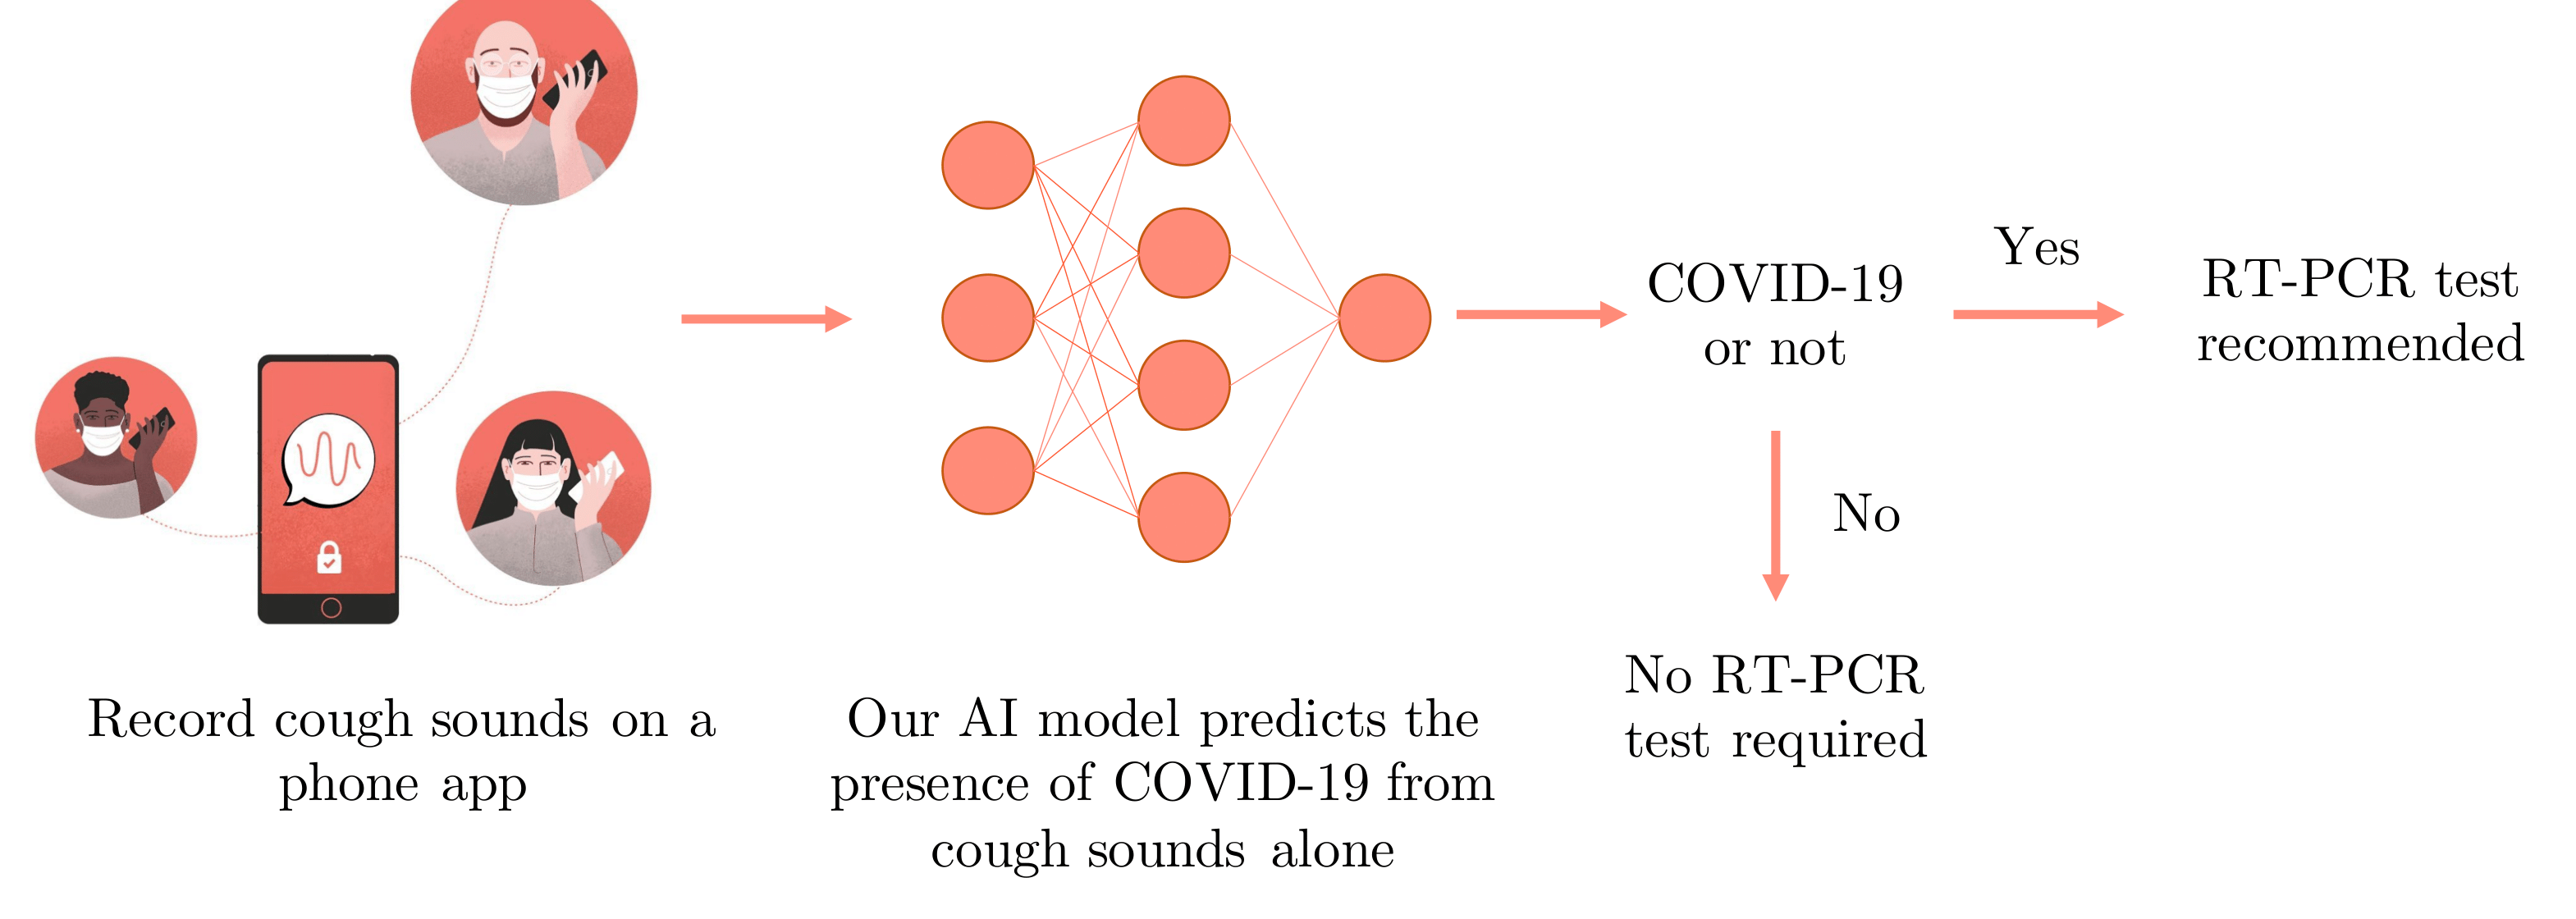 Record cough sounds on a
phone app
Our AI model predicts the
presence of COVID-19 from
cough sounds alone
COVID-19
or not
Yes
RT-PCR test
recommended
No
No RT-PCR
test required